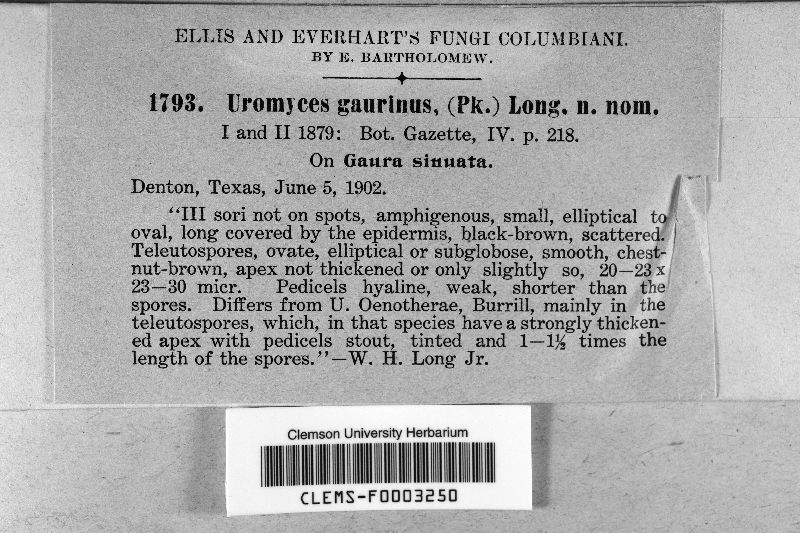 ELLIS AND EVERHART'S FUNGI COLUMBIANI.
BY E. BARTHOLOMEW.
1793. Uromyces gaurinus, (Pk.) Long. n. nom.
I and II 1879: Bot. Gazette, IV. p. 218.
On Gaura sinuata.
Denton, Texas, June 5, 1902.
"III sori not on spots, amphigenous, small, elliptical to
oval, long covered by the epidermis, black-brown, scattered.
Teleutospores, ovate, elliptical or subglobose, smooth, chest-
nut-brown, apex not thickened or only slightly so, 20—23 x
23—30 micr. Pedicels hyaline, weak, shorter than the
spores. Differs from U. Oenotherae, Burrill, mainly in the
teleutospores, which, in that species have a strongly thicken-
ed apex with pedicels stout, tinted and 1—1½ times the
length of the spores."—W. H. Long Jr.
Clemson University Herbarium
CLEMS-F0003250